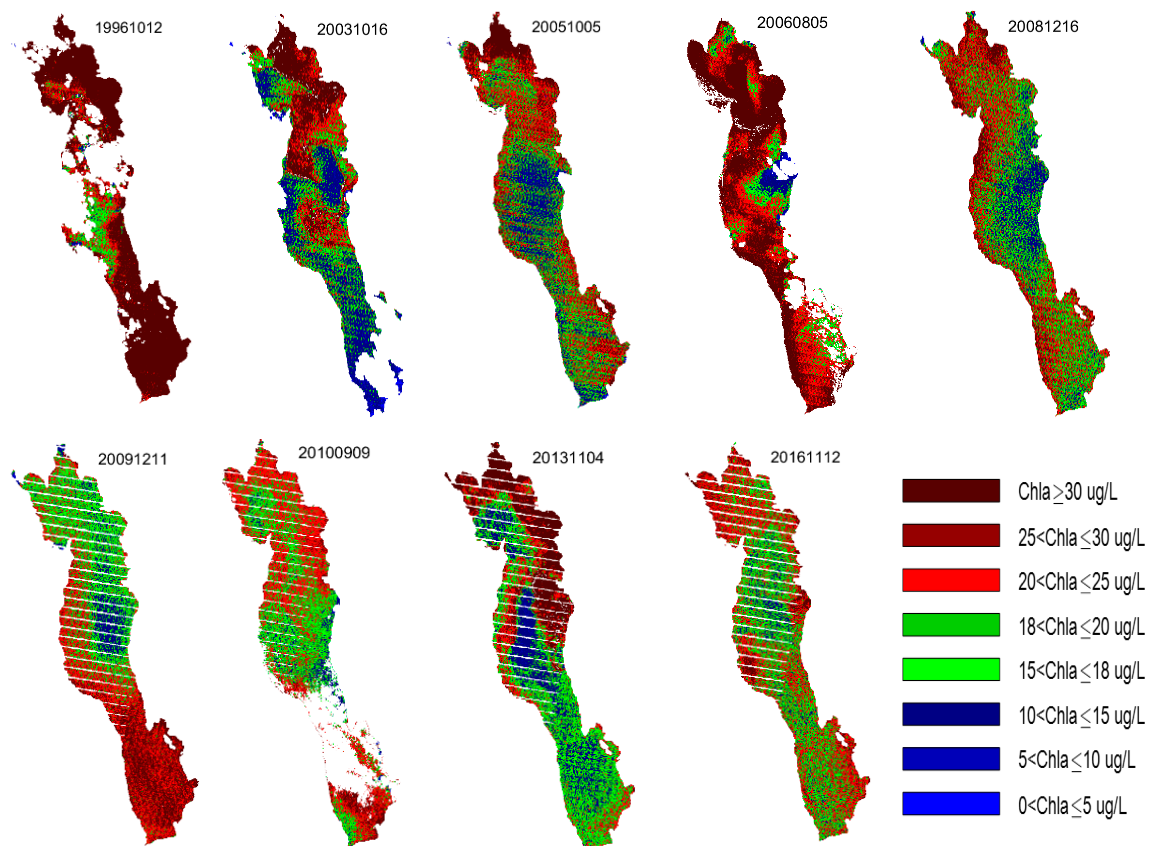 19961012
20031016
20051005
20060805
20081216
20091211
20100909
20131104
20161112
Chla ≥30 ug/L
25<Chla ≤30 ug/L
20<Chla ≤25 ug/L
18<Chla ≤20 ug/L
15<Chla ≤18 ug/L
10<Chla ≤15 ug/L
5<Chla ≤10 ug/L
0<Chla ≤5 ug/L